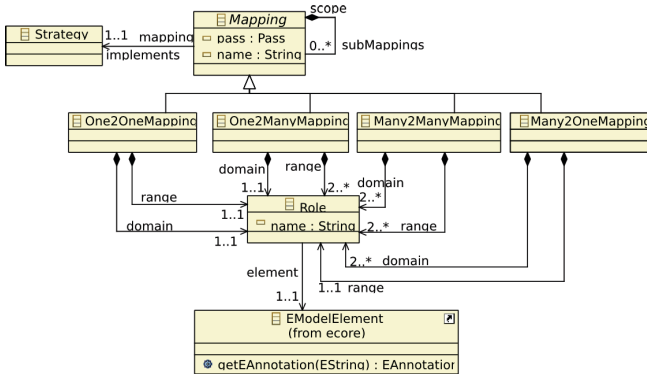 scope
Mapping
Strategy
1..1 mapping
pass : Pass
implements
name : String
0..*
subMappings
One2OneMapping
One2ManyMapping
Many2ManyMapping
Many2OneMapping
domain
range
domain
range
1..1
2..*
2..*
1..1
Role
domain
name : String
2..* range
1..1
2..* domain
element
1..1 range
1..1
EModelElement
(from ecore)
getEAnnotation(EString) : EAnnotation